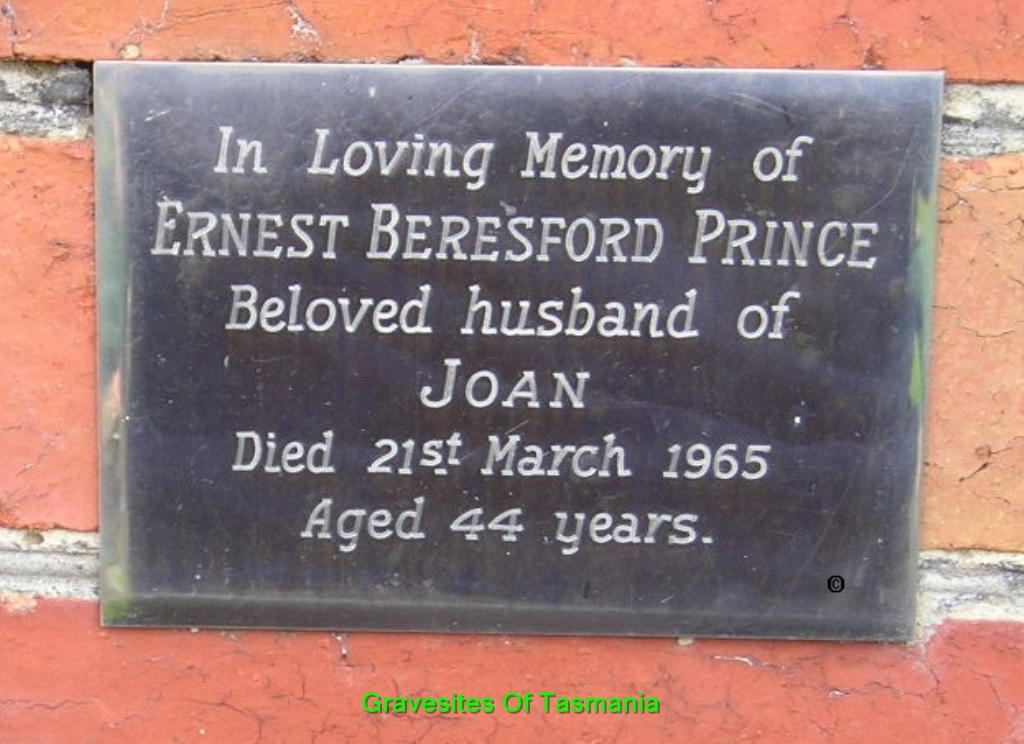 In Loving Memory of
ERNEST BERESFORD PRINCE
Beloved husband of
JOAN
Died 21st March 1965
Aged 44 years.
©
Gravesites Of Tasmania